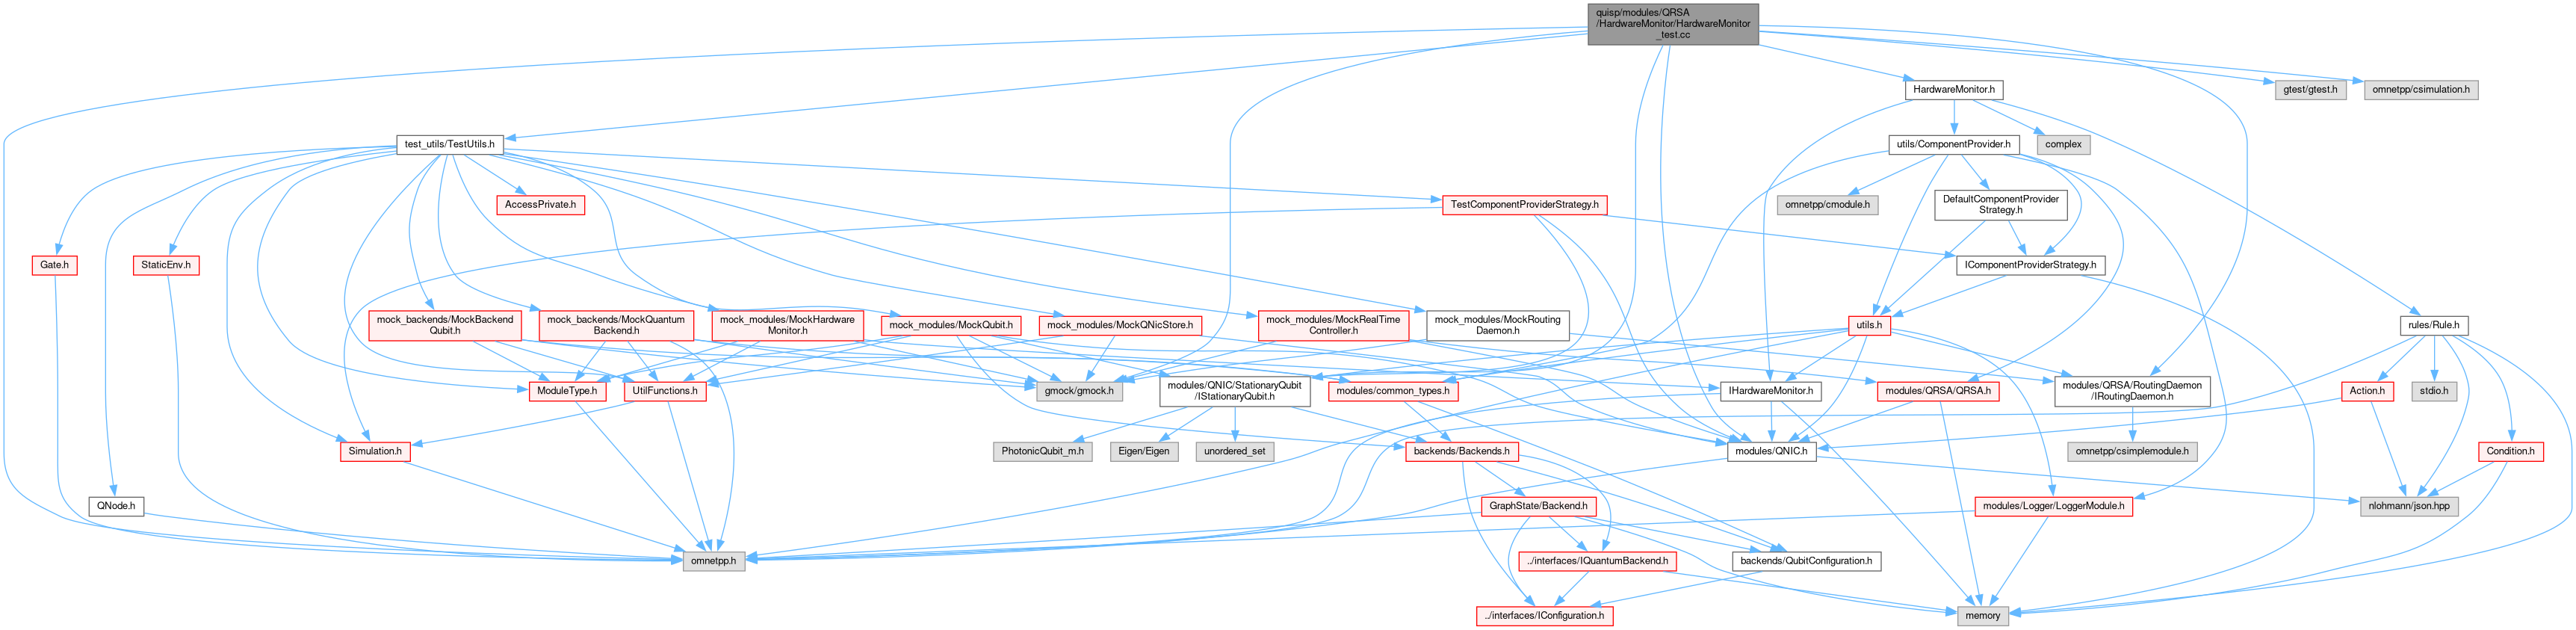 quisp/modules/QRSA
/HardwareMonitor/HardwareMonitor
_test.cc
HardwareMonitor.h
gtest/gtest.h
omnetpp/csimulation.h
test_utils/TestUtils.h
utils/ComponentProvider.h
complex
AccessPrivate.h
TestComponentProviderStrategy.h
omnetpp/cmodule.h
DefaultComponentProvider
Strategy.h
Gate.h
StaticEnv.h
IComponentProviderStrategy.h
mock_backends/MockBackend
Qubit.h
mock_backends/MockQuantum
Backend.h
mock_modules/MockHardware
Monitor.h
mock_modules/MockQubit.h
mock_modules/MockQNicStore.h
mock_modules/MockRealTime
Controller.h
mock_modules/MockRouting
Daemon.h
utils.h
rules/Rule.h
ModuleType.h
UtilFunctions.h
gmock/gmock.h
modules/QNIC/StationaryQubit
/IStationaryQubit.h
modules/common_types.h
IHardwareMonitor.h
modules/QRSA/QRSA.h
modules/QRSA/RoutingDaemon
/IRoutingDaemon.h
Action.h
stdio.h
Simulation.h
PhotonicQubit_m.h
Eigen/Eigen
unordered_set
backends/Backends.h
modules/QNIC.h
omnetpp/csimplemodule.h
Condition.h
QNode.h
GraphState/Backend.h
modules/Logger/LoggerModule.h
nlohmann/json.hpp
omnetpp.h
../interfaces/IQuantumBackend.h
backends/QubitConfiguration.h
../interfaces/IConfiguration.h
memory